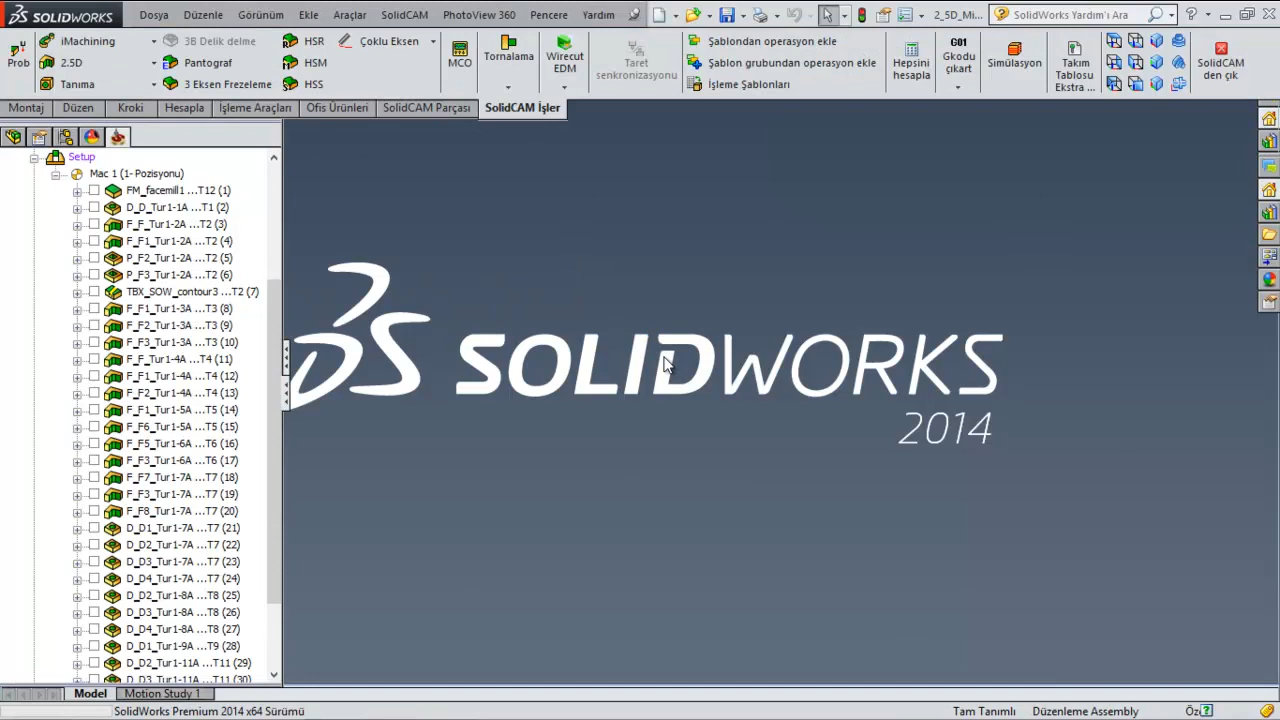 SOLIDWORKS Dosya Düzenle Görünüm Ekle Araçlar SolidCAM PhotoView 360 Pencere Yardım 2_5D_Mi... SolidWorks Yardım'ı Ara
Prob
iMachining
2.5D
Tanıma
3B Delik delme
Pantograf
3 Eksen Frezeleme
HSR
HSM
HSS
Çoklu Eksen
MCO
Tornalama
Wirecut
EDM
Taret
senkronizasyonu
Şablondan operasyon ekle
Şablon grubundan operasyon ekle
İşleme Şablonları
Hepsini
hesapla
G01
Gkodu
çıkart
Simülasyon
Takım
Tablosu
Ekstra ...
SolidCAM
den çık
Montaj Düzen Kroki Hesapla İşleme Araçları Ofis Ürünleri SolidCAM Parçası SolidCAM İşler
Setup
Mac 1 (1- Pozisyonu)
FM_facemill1 ...T12 (1)
D_D_Tur1-1A ...T1 (2)
F_F_Tur1-2A ...T2 (3)
F_F1_Tur1-2A ...T2 (4)
P_F2_Tur1-2A ...T2 (5)
P_F3_Tur1-2A ...T2 (6)
TBX_SOW_contour3 ...T2 (7)
F_F1_Tur1-3A ...T3 (8)
F_F2_Tur1-3A ...T3 (9)
F_F3_Tur1-3A ...T3 (10)
F_F_Tur1-4A ...T4 (11)
F_F1_Tur1-4A ...T4 (12)
F_F2_Tur1-4A ...T4 (13)
F_F1_Tur1-5A ...T5 (14)
F_F6_Tur1-5A ...T5 (15)
F_F5_Tur1-6A ...T6 (16)
F_F3_Tur1-6A ...T6 (17)
F_F7_Tur1-7A ...T7 (18)
F_F3_Tur1-7A ...T7 (19)
F_F8_Tur1-7A ...T7 (20)
D_D1_Tur1-7A ...T7 (21)
D_D2_Tur1-7A ...T7 (22)
D_D3_Tur1-7A ...T7 (23)
D_D4_Tur1-7A ...T7 (24)
D_D2_Tur1-8A ...T8 (25)
D_D3_Tur1-8A ...T8 (26)
D_D4_Tur1-8A ...T8 (27)
D_D1_Tur1-9A ...T9 (28)
D_D2_Tur1-11A ...T11 (29)
D_D3_Tur1-11A ...T11 (30)
SOLIDWORKS
2014
Model Motion Study 1
SolidWorks Premium 2014 x64 Sürümü Tam Tanımlı Düzenleme Assembly Öz